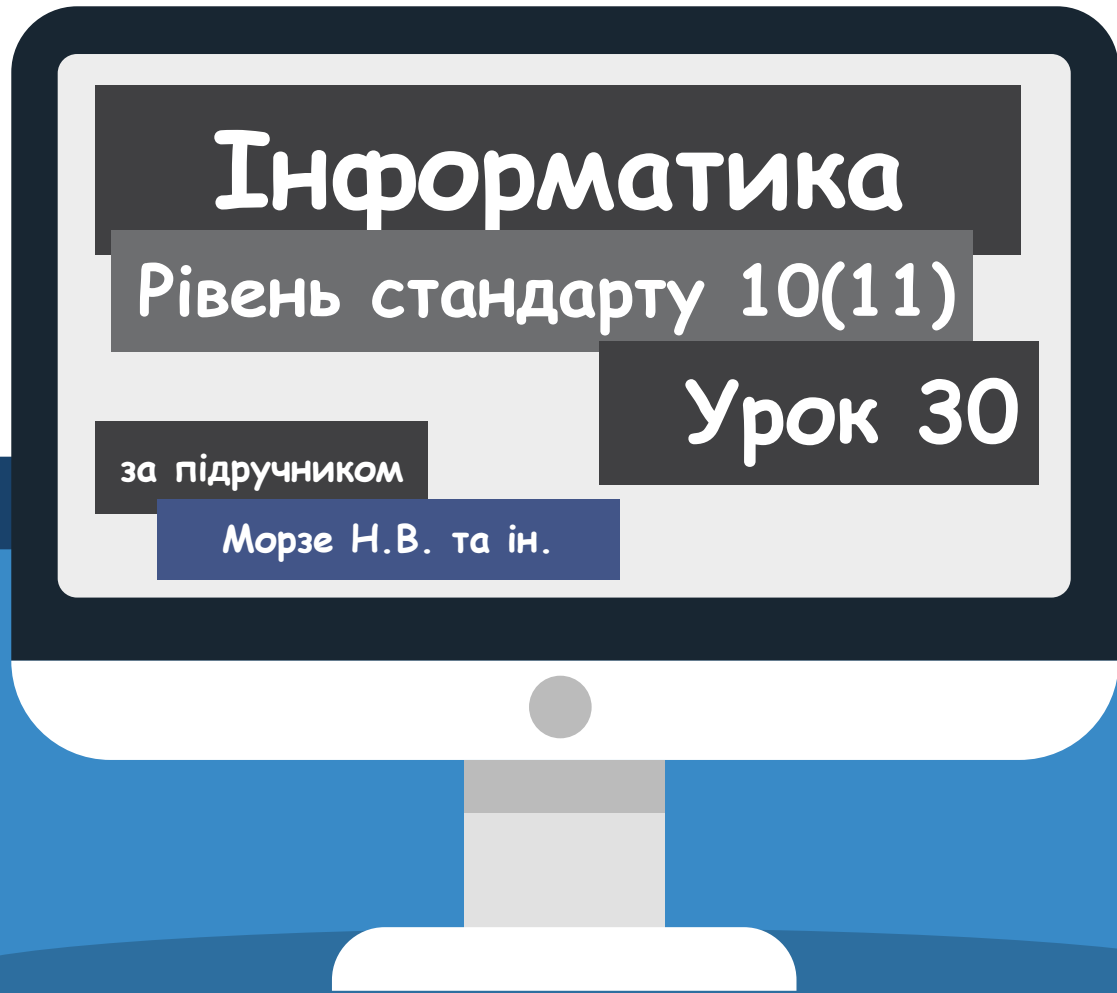 Інформатика
Рівень стандарту 10(11)
Урок 30
за підручником
Морзе Н.В. та ін.